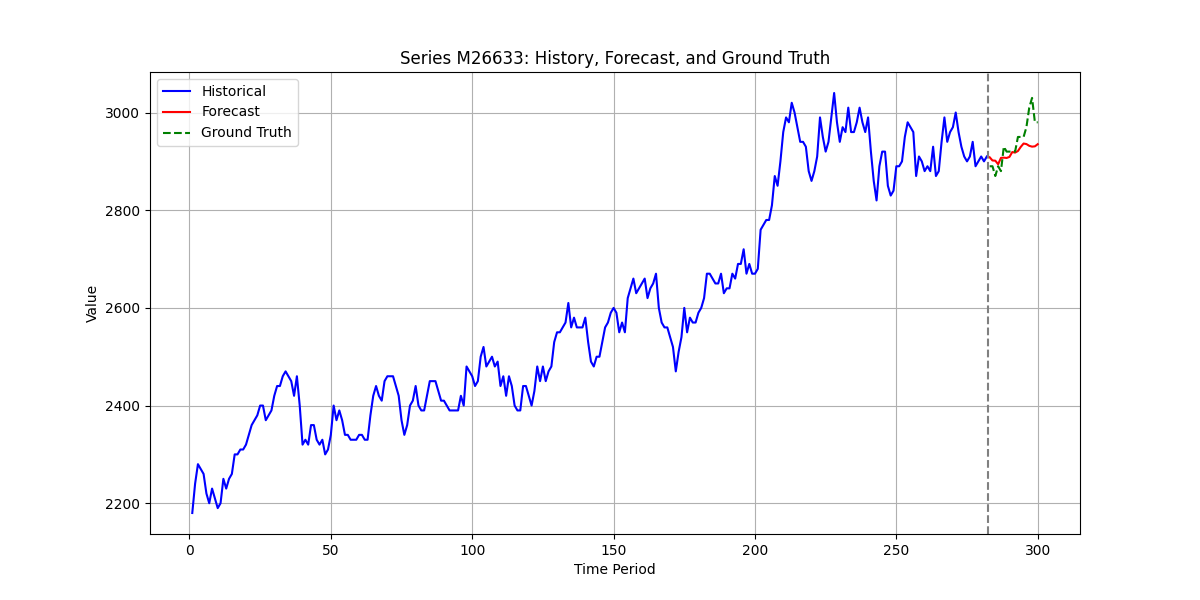 Series M26633: History, Forecast, and Ground Truth
Historical
Forecast
Ground Truth
3000
2800
2600
2400
2200
Value
0 50 100 150 200 250 300
Time Period